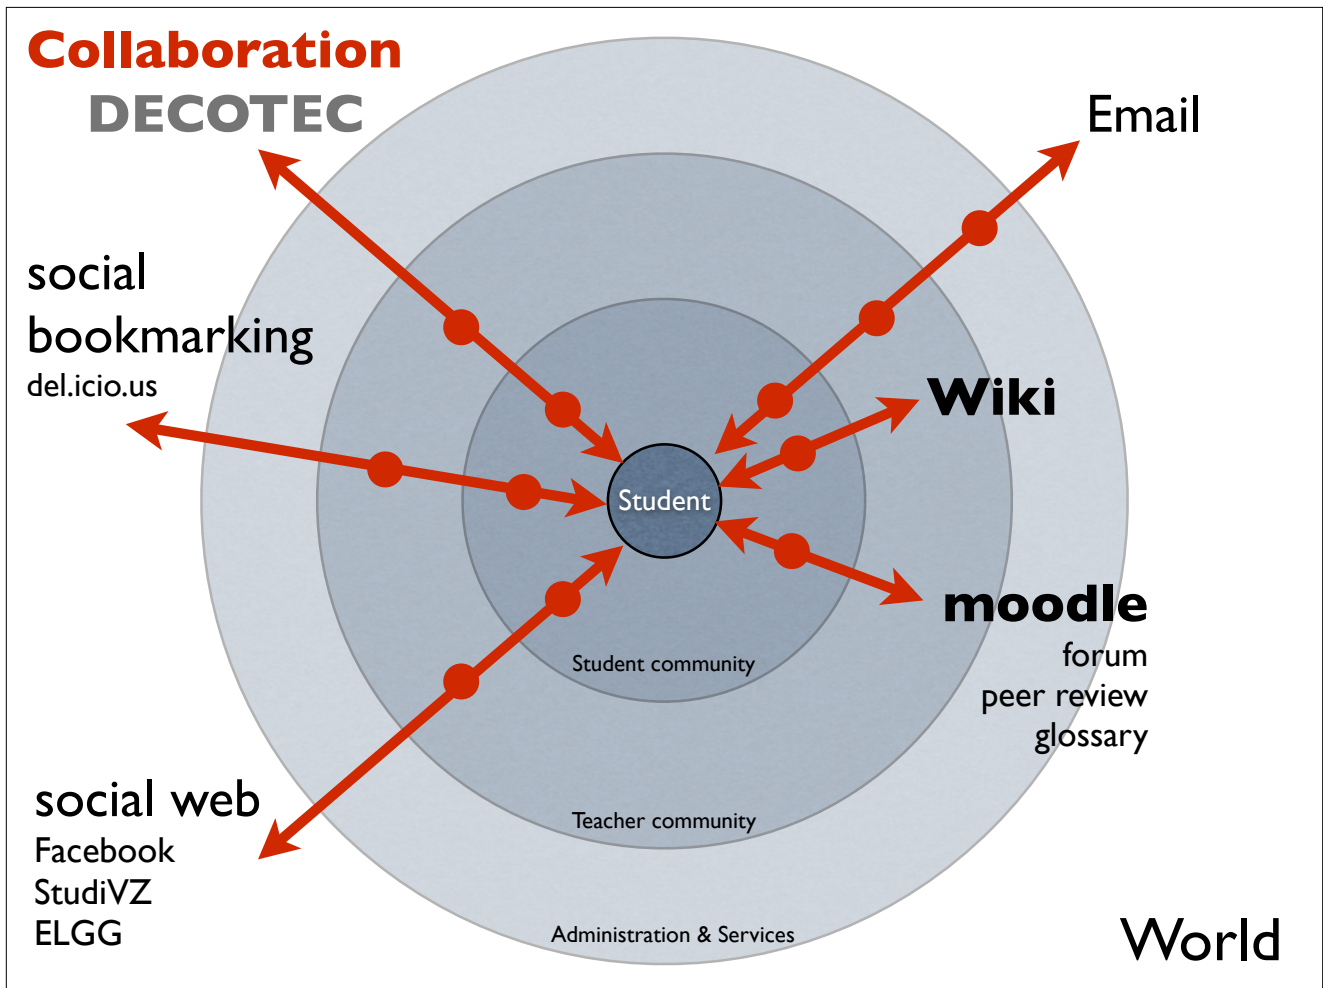 Collaboration
DECOTEC
Email
social
bookmarking
del.icio.us
Wiki
Student
moodle
forum
peer review
glossary
Student community
social web
Facebook
StudiVZ
ELGG
Teacher community
Administration & Services
World